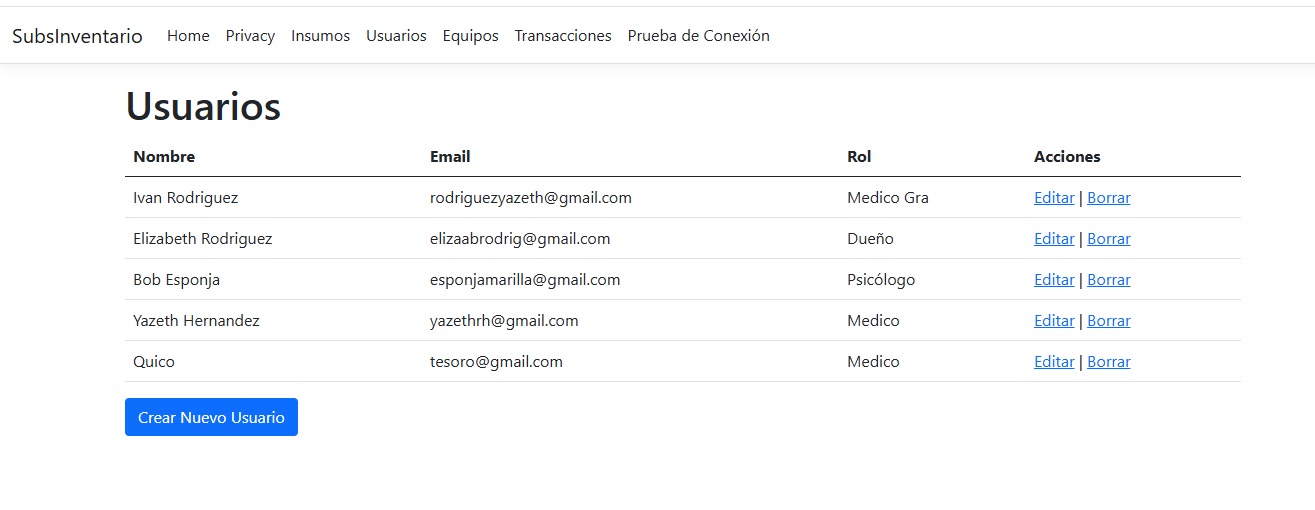 SubsInventario Home Privacy Insumos Usuarios Equipos Transacciones Prueba de Conexión
Usuarios
Nombre Email Rol Acciones
Ivan Rodriguez rodriguezyazeth@gmail.com Medico Gra Editar | Borrar
Elizabeth Rodriguez elizaabrodrig@gmail.com Dueño Editar | Borrar
Bob Esponja esponjamarilla@gmail.com Psicólogo Editar | Borrar
Yazeth Hernandez yazethrh@gmail.com Medico Editar | Borrar
Quico tesoro@gmail.com Medico Editar | Borrar
Crear Nuevo Usuario